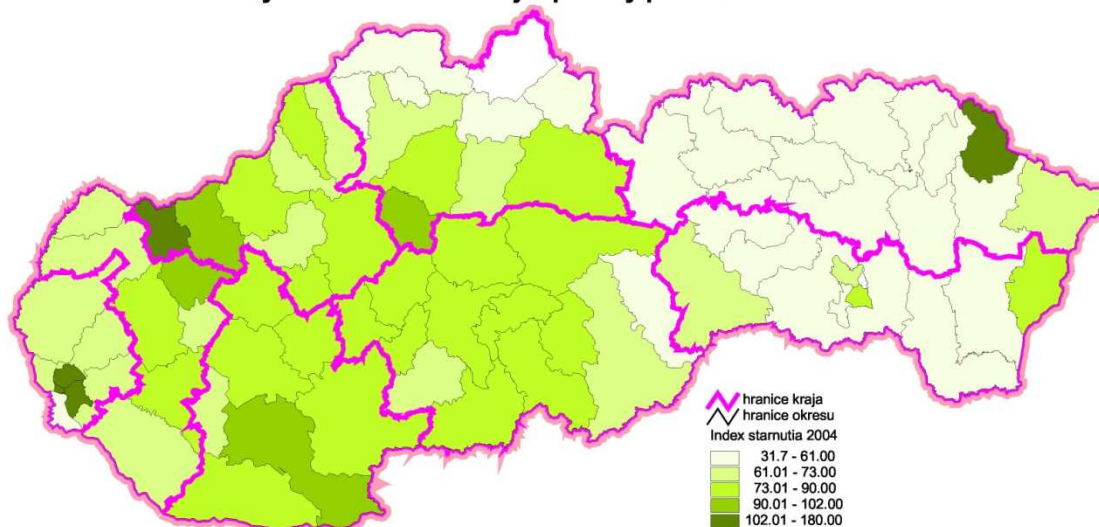 hranice kraja
hranice okresu
Index starnutia 2004
31.7 - 61.00
61.01 - 73.00
73.01 - 90.00
90.01 - 102.00
102.01 - 180.00